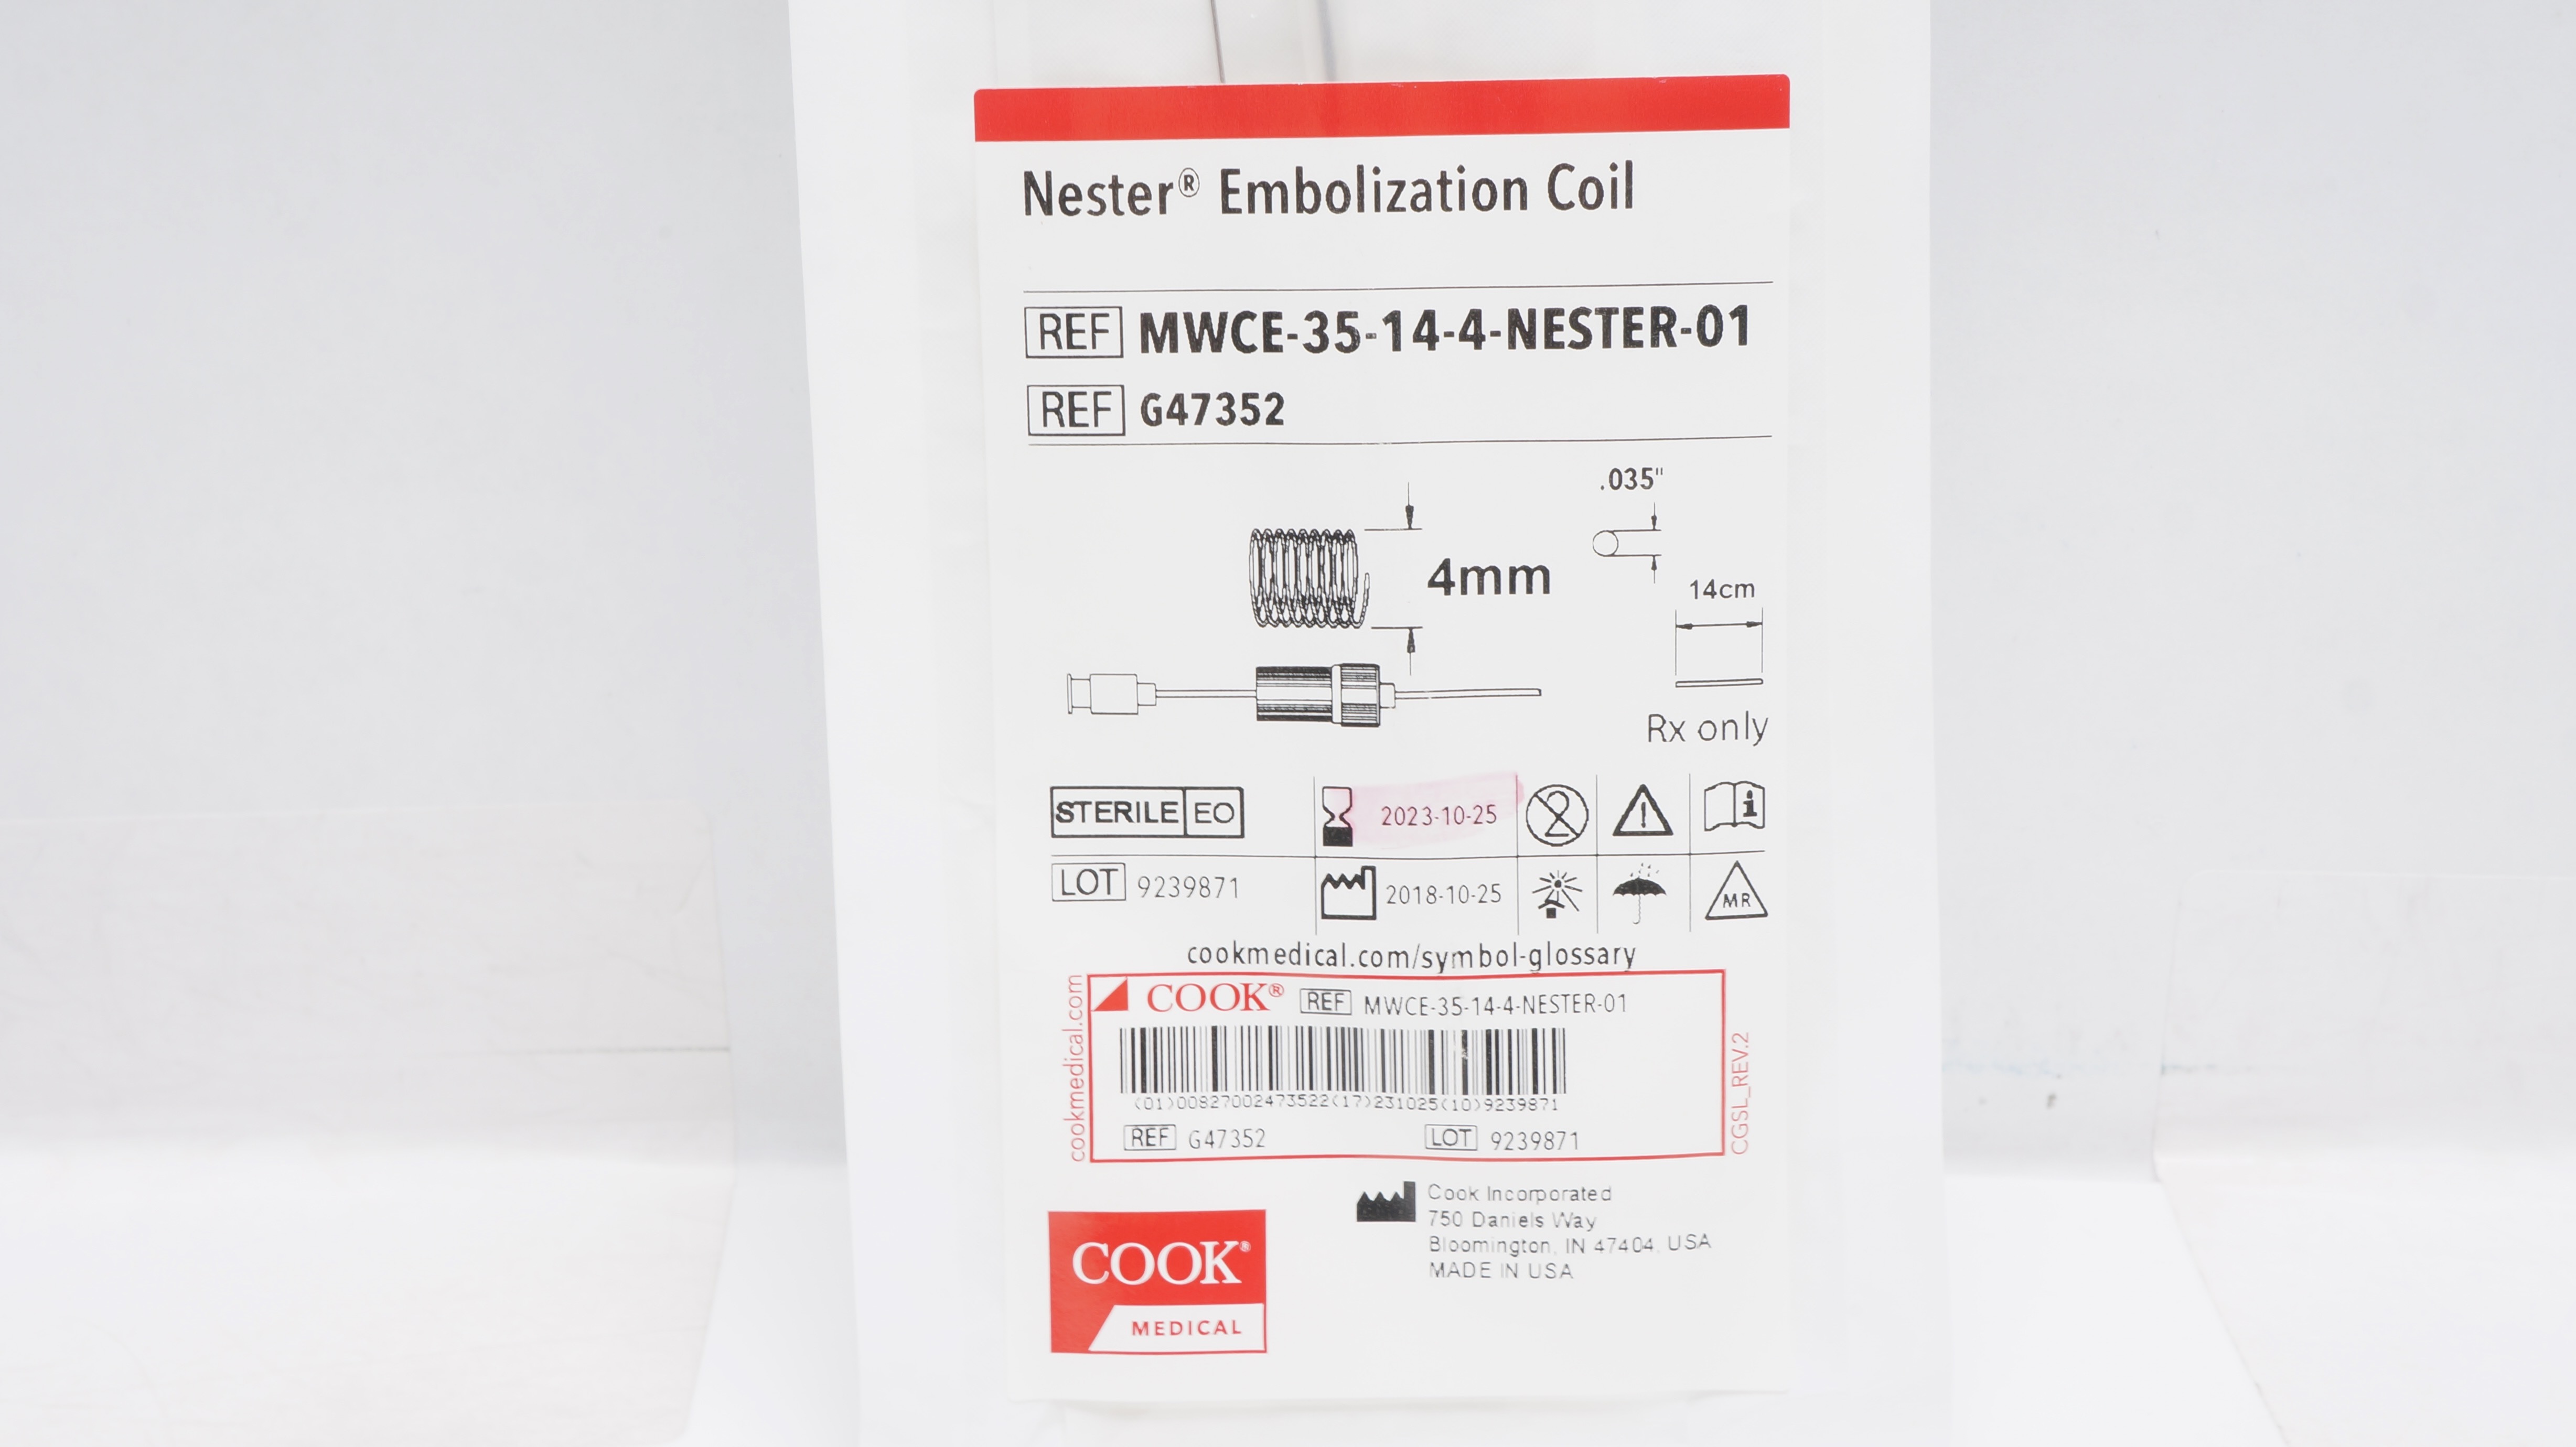 Nester® Embolization Coil
REF MWCE-35-14-4-NESTER-01
REF G47352
.035"
4mm
14cm
Rx only
STERILE EO
2023-10-25
2
i
LOT 9239871
2018-10-25
MR
cookmedical.com/symbol-glossary
cookmedical.com
COOK® REF MWCE-35-14-4-NESTER-01
(01)00827002473522(17)231025(10)9239871
REF G47352 LOT 9239871
CGSL_REV.2
Cook Incorporated
750 Daniels Way
Bloomington, IN 47404, USA
MADE IN USA
COOK®
MEDICAL